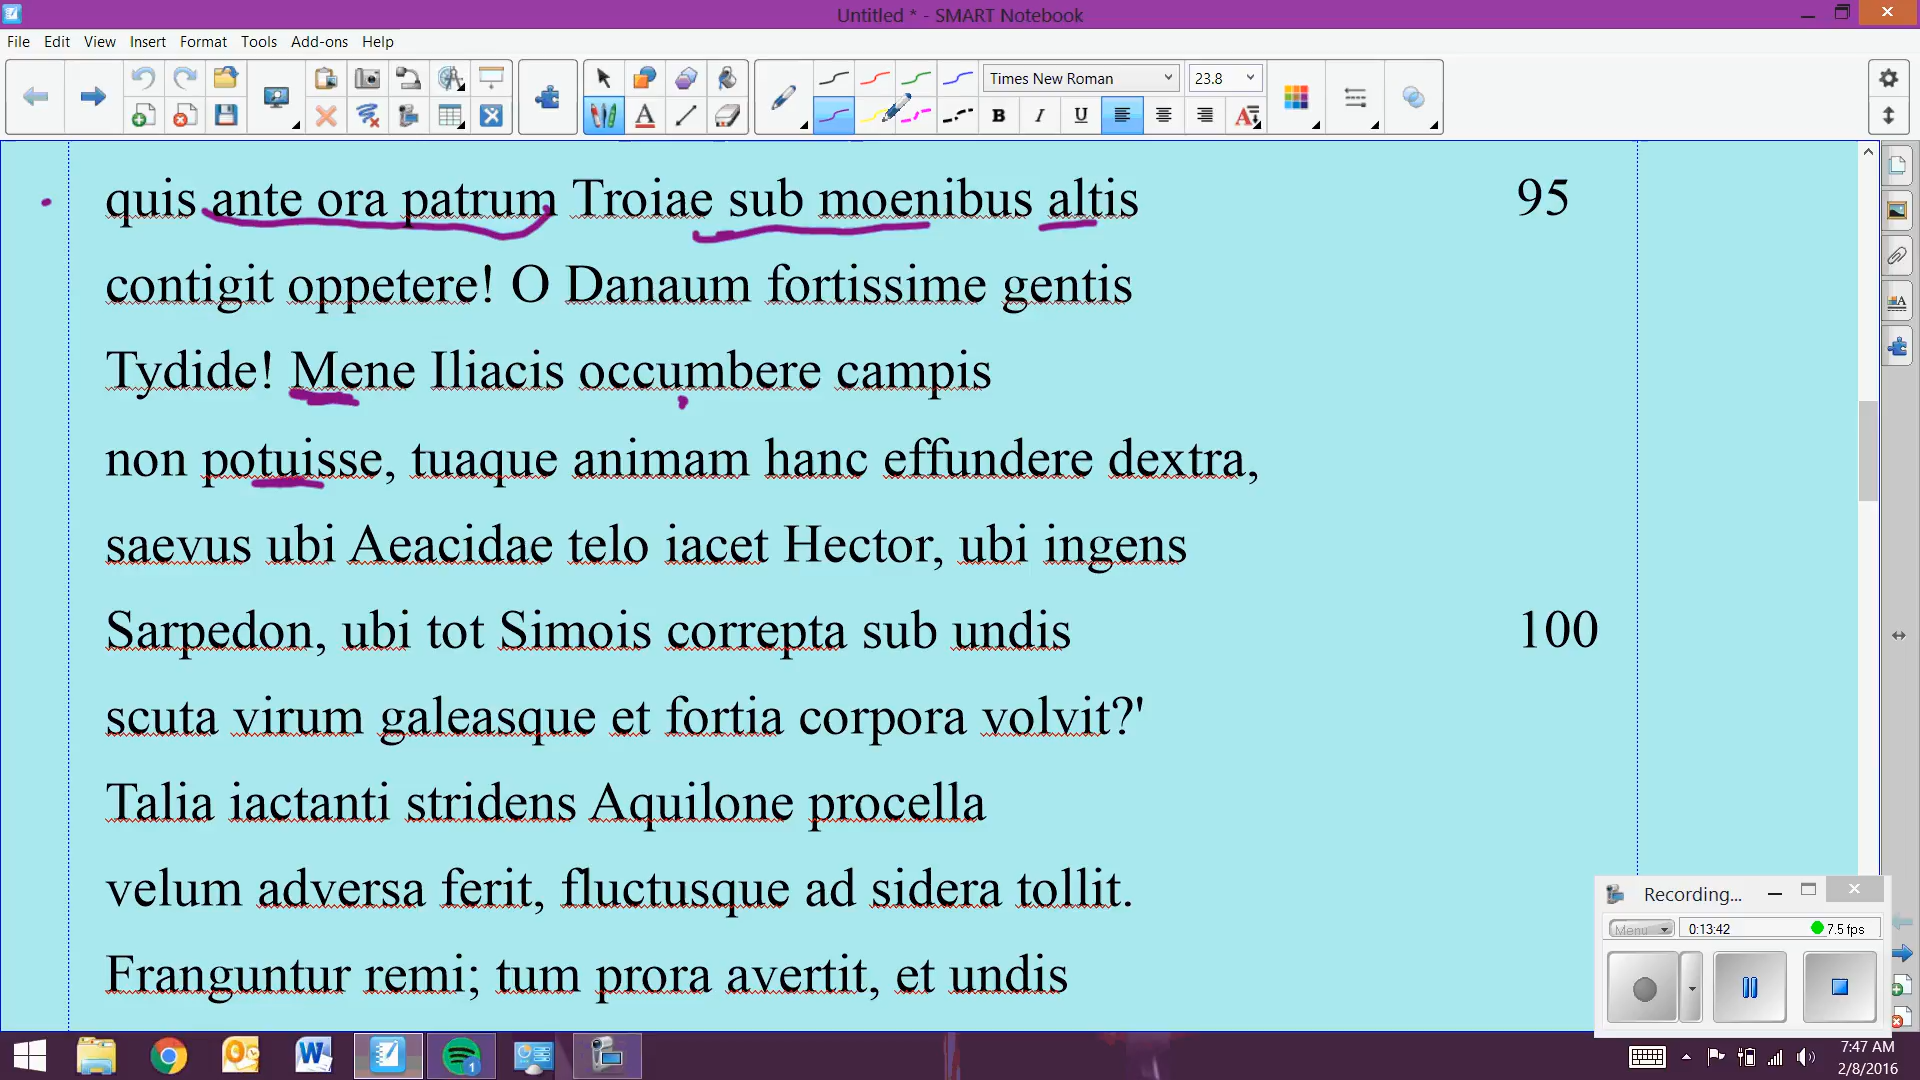 Untitled * - SMART Notebook
File Edit View Insert Format Tools Add-ons Help
Times New Roman 23.8
B I U
quis ante ora patrum Troiae sub moenibus altis 95
contigit oppetere! O Danaum fortissime gentis
Tydide! Mene Iliacis occumbere campis
non potuisse, tuaque animam hanc effundere dextra,
saevus ubi Aeacidae telo iacet Hector, ubi ingens
Sarpedon, ubi tot Simois correpta sub undis 100
scuta virum galeasque et fortia corpora volvit?'
Talia iactanti stridens Aquilone procella
velum adversa ferit, fluctusque ad sidera tollit.
Franguntur remi; tum prora avertit, et undis
Recording...
Menu 0:13:42 7.5 fps
7:47 AM
2/8/2016